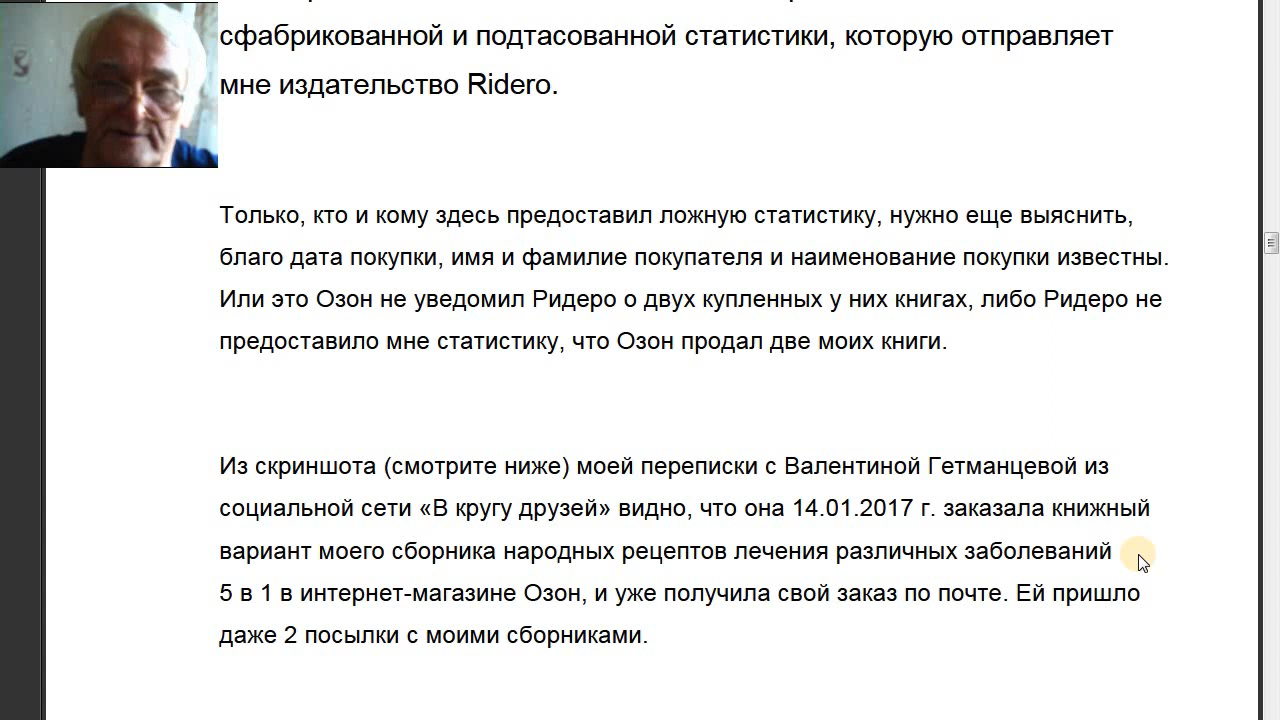 сфабрикованной и подтасованной статистики, которую отправляет
мне издательство Ridero.
Только, кто и кому здесь предоставил ложную статистику, нужно еще выяснить,
благо дата покупки, имя и фамилие покупателя и наименование покупки известны.
Или это Озон не уведомил Ридеро о двух купленных у них книгах, либо Ридеро не
предоставило мне статистику, что Озон продал две моих книги.
Из скриншота (смотрите ниже) моей переписки с Валентиной Гетманцевой из
социальной сети «В кругу друзей» видно, что она 14.01.2017 г. заказала книжный
вариант моего сборника народных рецептов лечения различных заболеваний
5 в 1 в интернет-магазине Озон, и уже получила свой заказ по почте. Ей пришло
даже 2 посылки с моими сборниками.